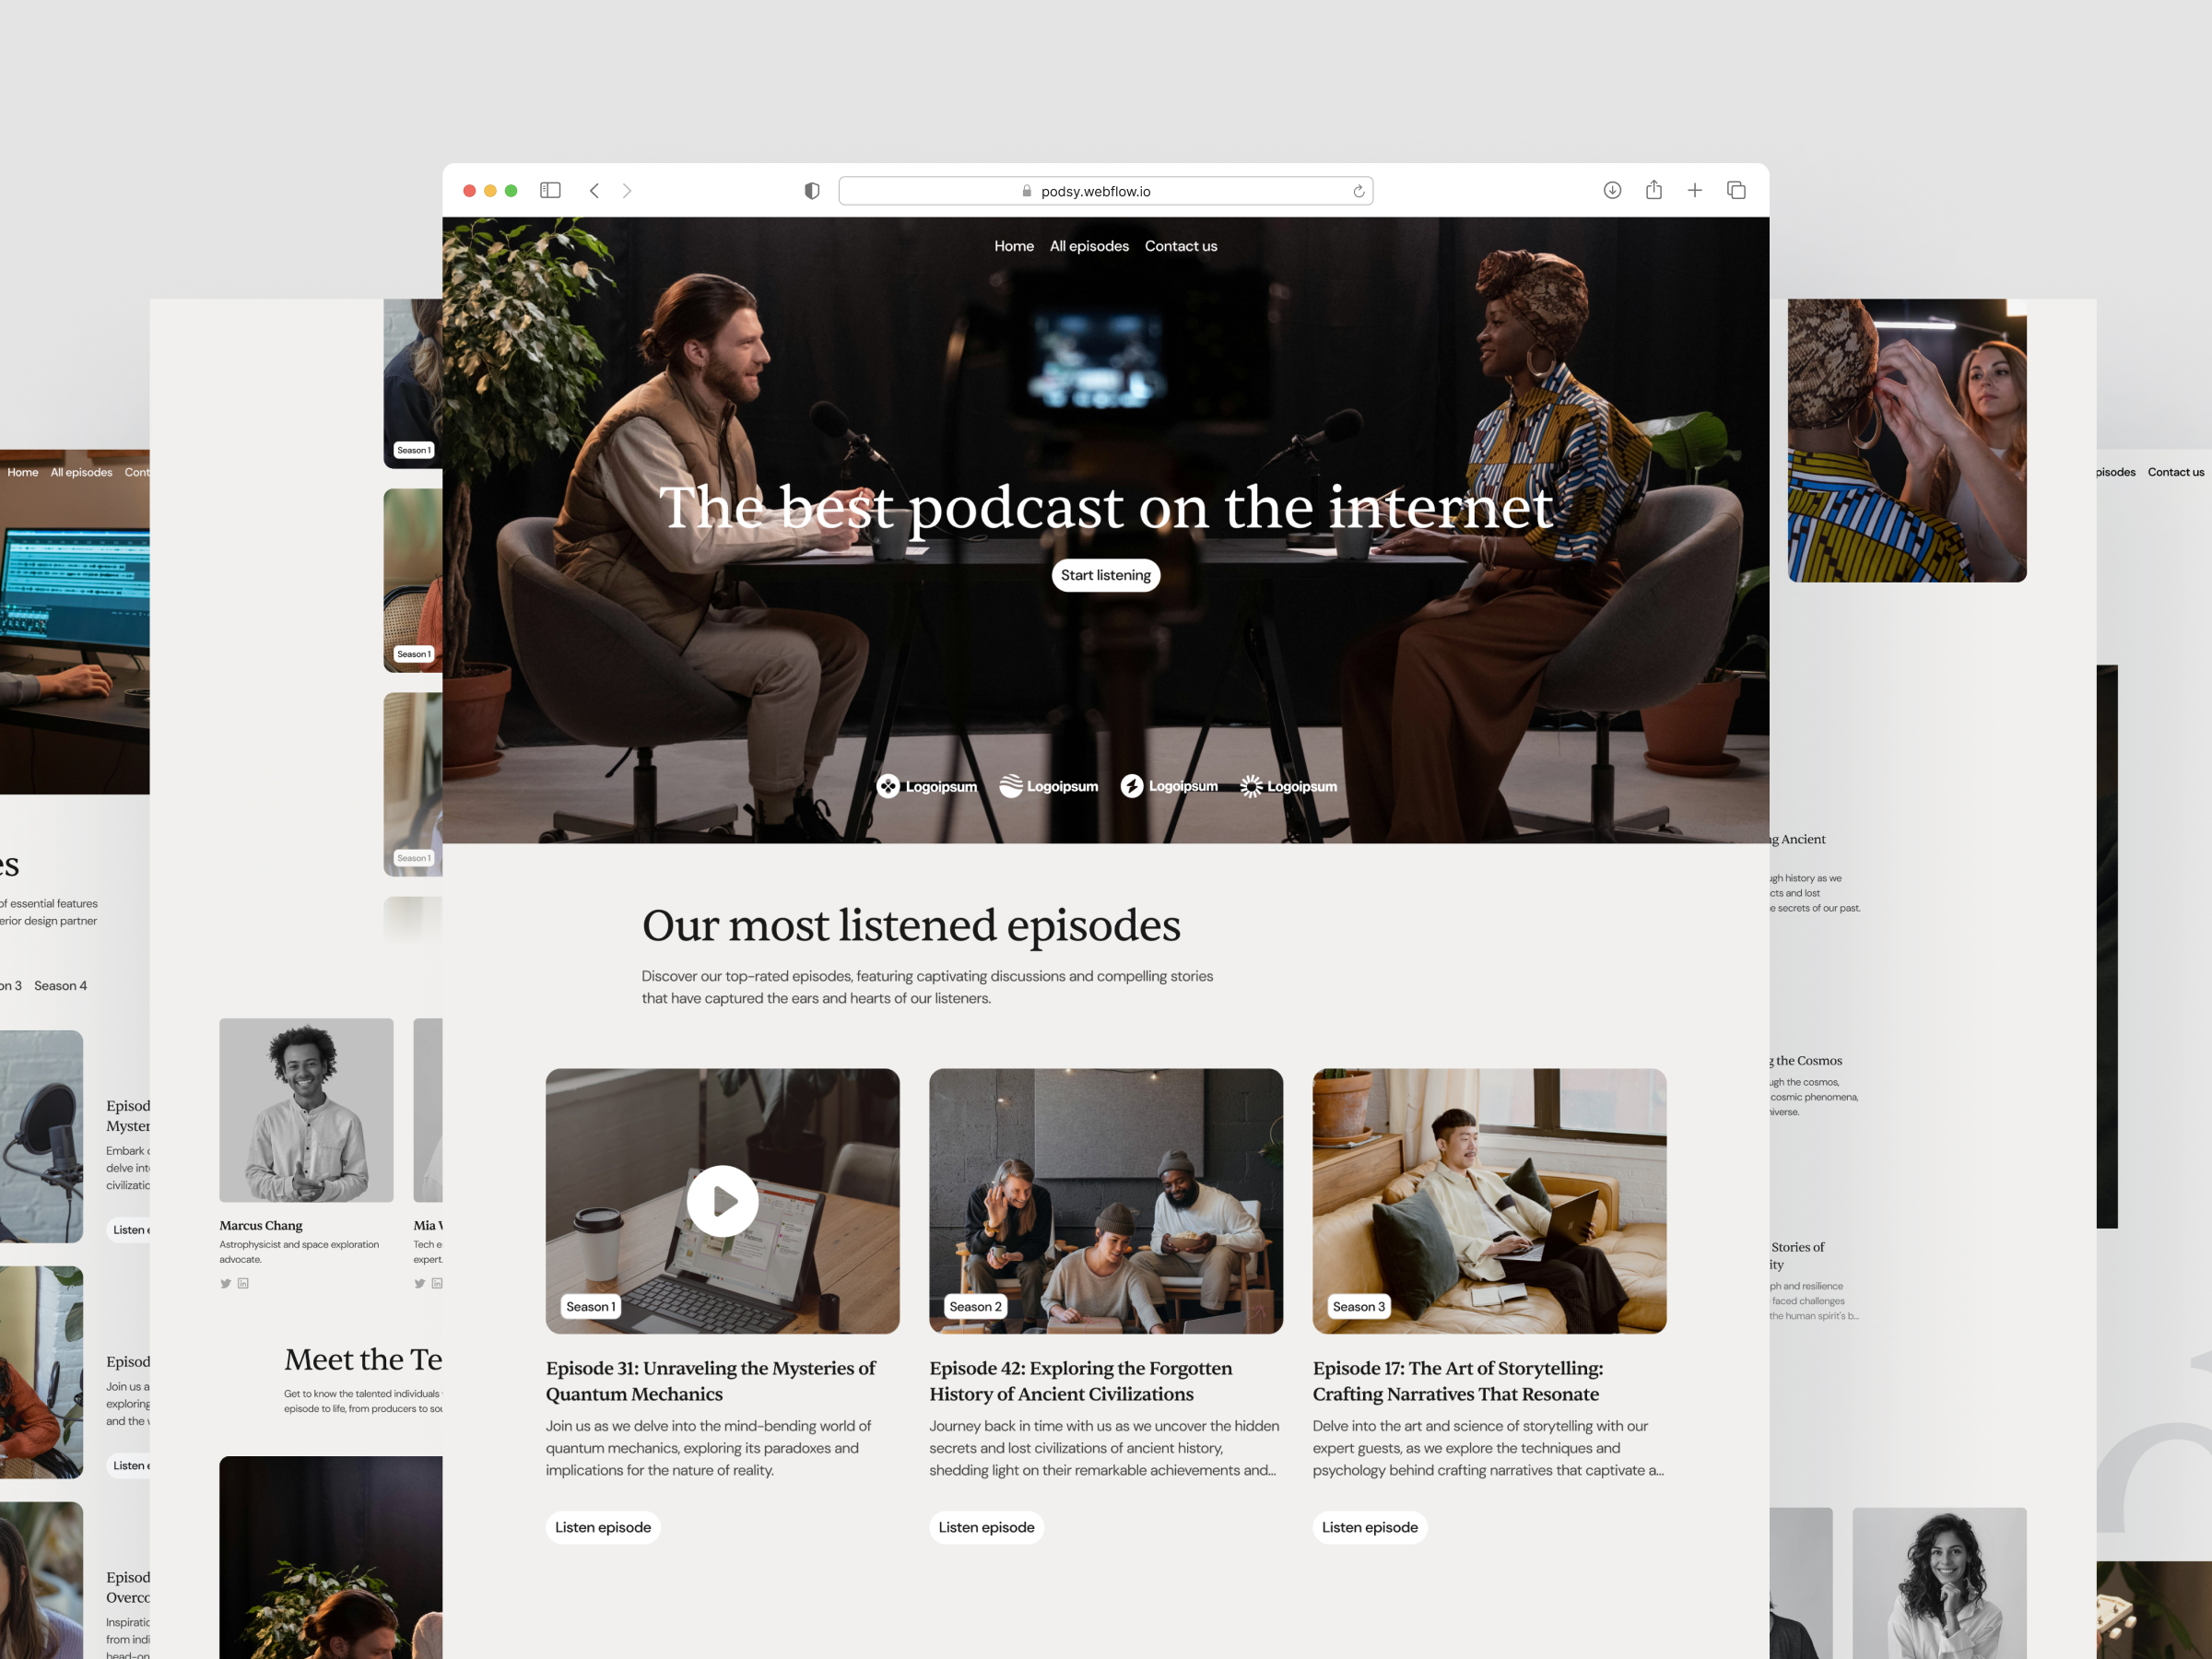 podsy.webflow.io
Home All episodes Contact us
The best podcast on the internet
Start listening
Logoipsum Logoipsum Logoipsum Logoipsum
Our most listened episodes
Discover our top-rated episodes, featuring captivating discussions and compelling stories
that have captured the ears and hearts of our listeners.
Season 1
Episode 31: Unraveling the Mysteries of
Quantum Mechanics
Join us as we delve into the mind-bending world of
quantum mechanics, exploring its paradoxes and
implications for the nature of reality.
Listen episode
Season 2
Episode 42: Exploring the Forgotten
History of Ancient Civilizations
Journey back in time with us as we uncover the hidden
secrets and lost civilizations of ancient history,
shedding light on their remarkable achievements and...
Listen episode
Season 3
Episode 17: The Art of Storytelling:
Crafting Narratives That Resonate
Delve into the art and science of storytelling with our
expert guests, as we explore the techniques and
psychology behind crafting narratives that captivate a...
Listen episode
Season 1
Season 1
Season 1
Marcus Chang
Astrophysicist and space exploration
advocate.
Mia
Tech
expert.
Meet the Te
Get to know the talented individuals
episode to life, from producers to sou
Home All episodes Cont
es
of essential features
erior design partner
on 3 Season 4
Episod
Myster
Embark
delve int
civilizatio
Listen
Episod
Join us a
exploring
and the
Listen
Episod
Overco
Inspiratio
from indi
head-on
ng Ancient
ugh history as we
cts and lost
e secrets of our past.
g the Cosmos
ugh the cosmos,
cosmic phenomena,
niverse.
Stories of
ity
ph and resilience
faced challenges
the human spirit's b...
pisodes Contact us